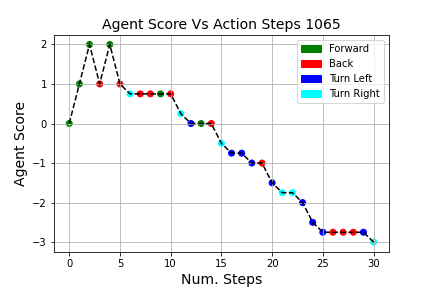 Agent Score Vs Action Steps 1065
Forward
Back
Turn Left
Turn Right
Agent Score
2
1
0
−1
−2
−3
0 5 10 15 20 25 30
Num. Steps